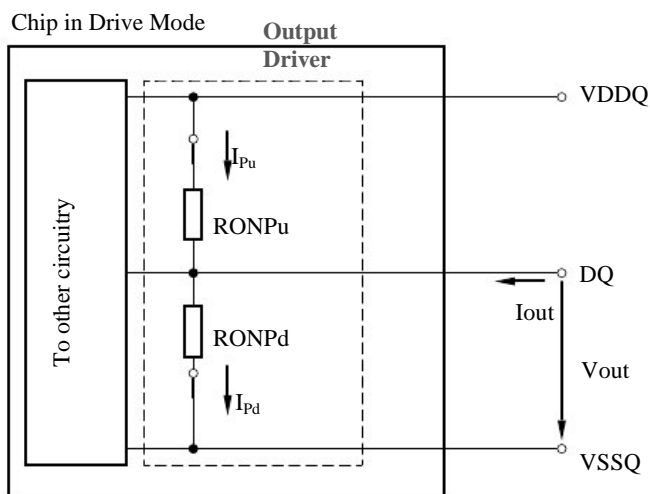 Chip in Drive Mode
Output
Driver
To other circuitry
VDDQ
IPu
RONPu
DQ
Iout
RONPd
Vout
IPd
VSSQ